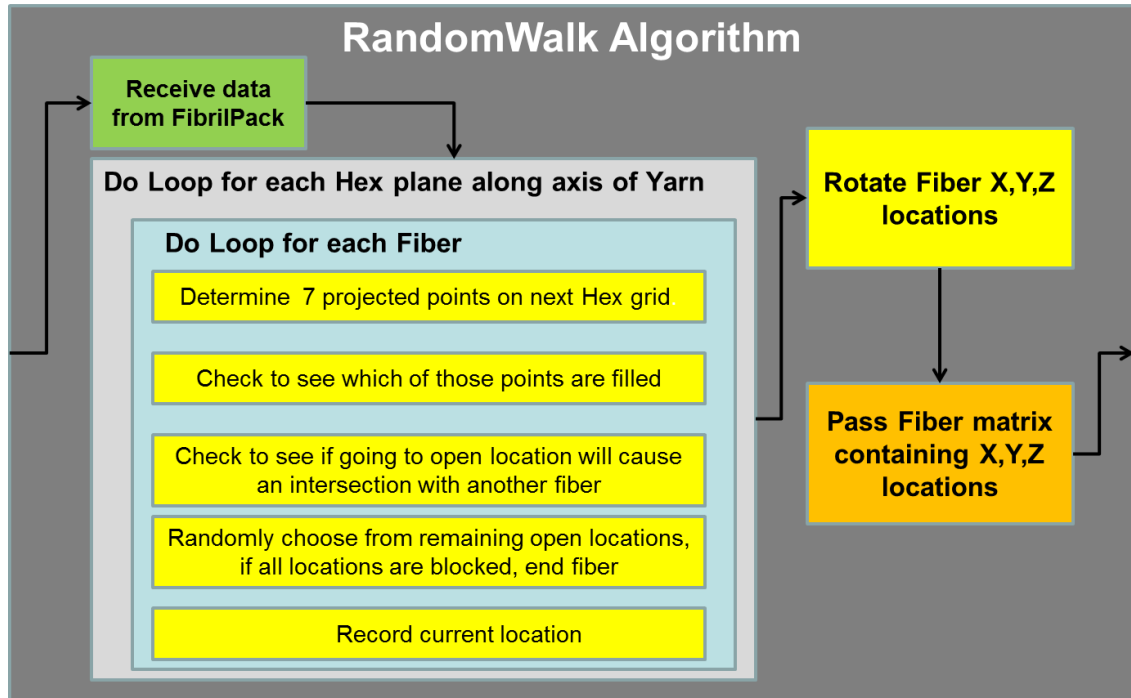 RandomWalk Algorithm
Receive data
from FibrilPack
Do Loop for each Hex plane along axis of Yarn
Do Loop for each Fiber
Determine 7 projected points on next Hex grid.
Check to see which of those points are filled
Check to see if going to open location will cause
an intersection with another fiber
Randomly choose from remaining open locations,
if all locations are blocked, end fiber
Record current location
Rotate Fiber X,Y,Z
locations
Pass Fiber matrix
containing X,Y,Z
locations